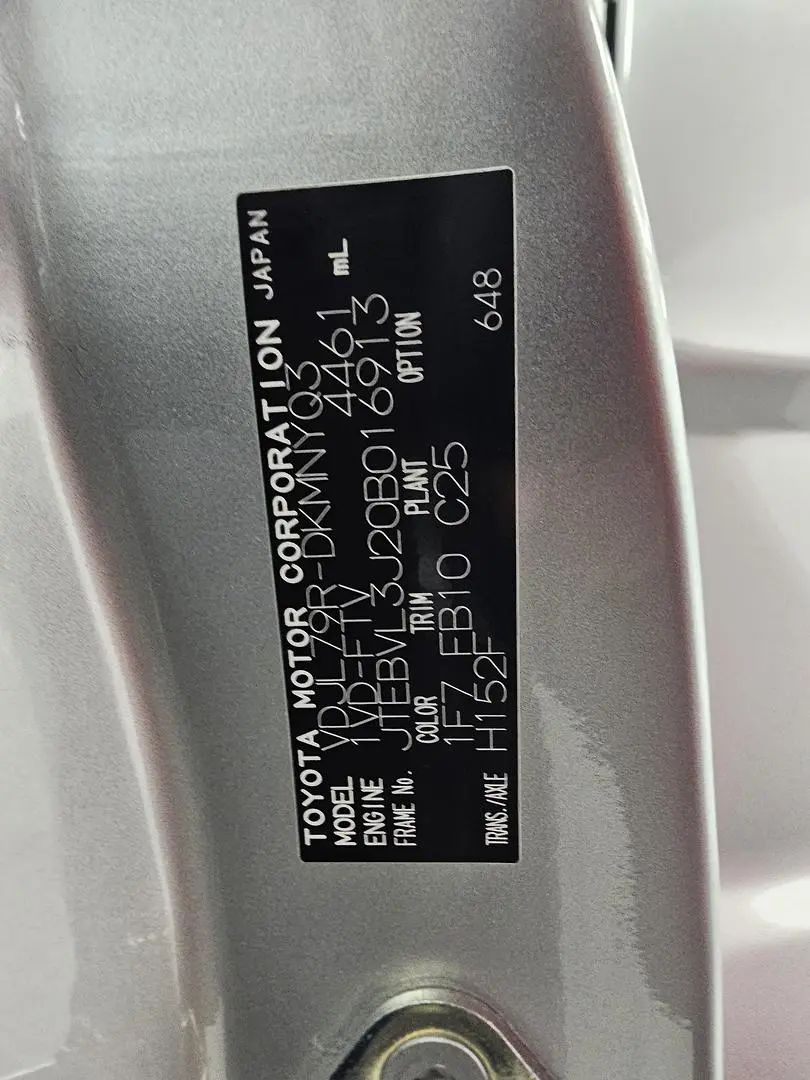 TOYOTA MOTOR CORPORATION JAPAN
MODEL VDJL79R-DKMNYQ3
ENGINE 1VD-FTV 4461 mL
FRAME No. JTEBVL3J20B016913
COLOR TRIM PLANT OPTION
1F7 FB10 C25
TRANS./AXLE H152F 648